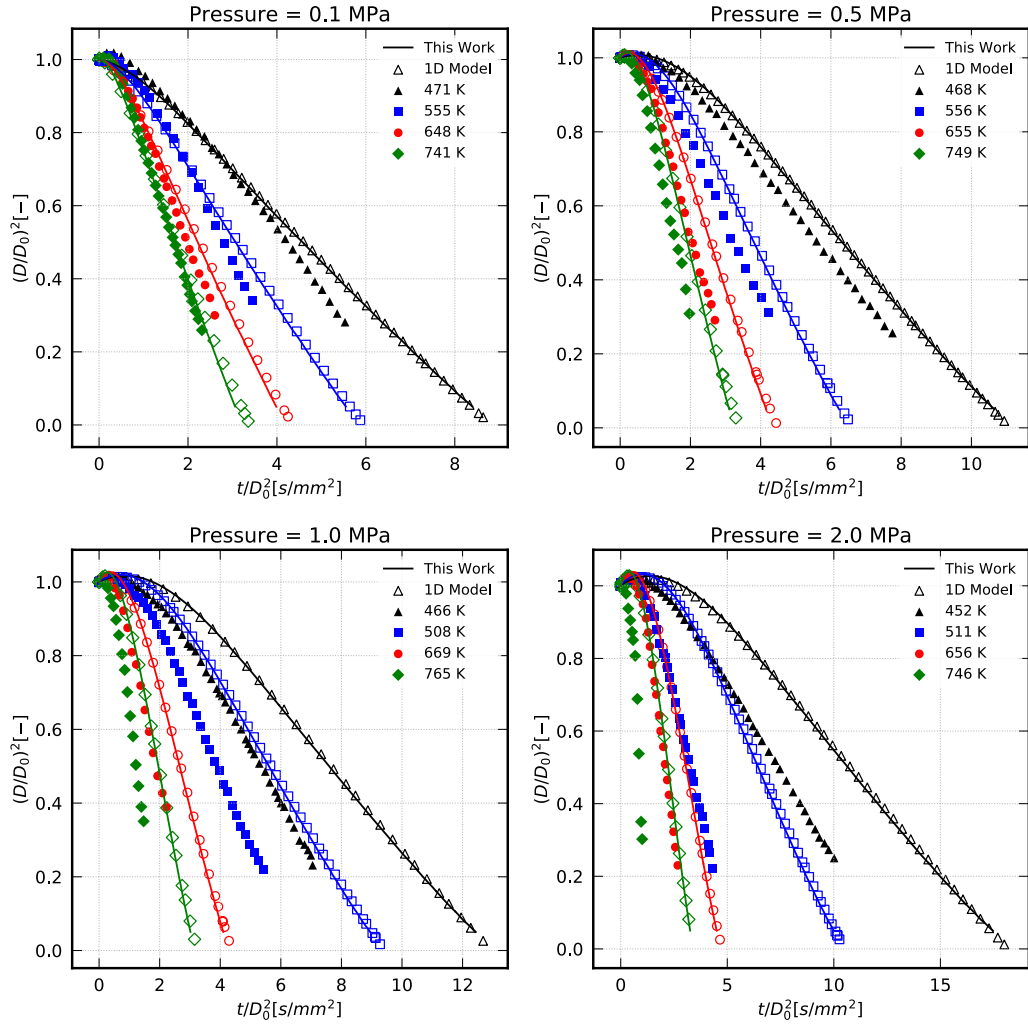 Pressure = 0.1 MPa
1.0
0.8
0.6
0.4
0.2
0.0
(D/D₀)²[−]
This Work
1D Model
471 K
555 K
648 K
741 K
0 2 4 6 8
t/D₀²[s/mm²]
Pressure = 0.5 MPa
1.0
0.8
0.6
0.4
0.2
0.0
(D/D₀)²[−]
This Work
1D Model
468 K
556 K
655 K
749 K
0 2 4 6 8 10
t/D₀²[s/mm²]
Pressure = 1.0 MPa
1.0
0.8
0.6
0.4
0.2
0.0
(D/D₀)²[−]
This Work
1D Model
466 K
508 K
669 K
765 K
0 2 4 6 8 10 12
t/D₀²[s/mm²]
Pressure = 2.0 MPa
1.0
0.8
0.6
0.4
0.2
0.0
(D/D₀)²[−]
This Work
1D Model
452 K
511 K
656 K
746 K
0 5 10 15
t/D₀²[s/mm²]